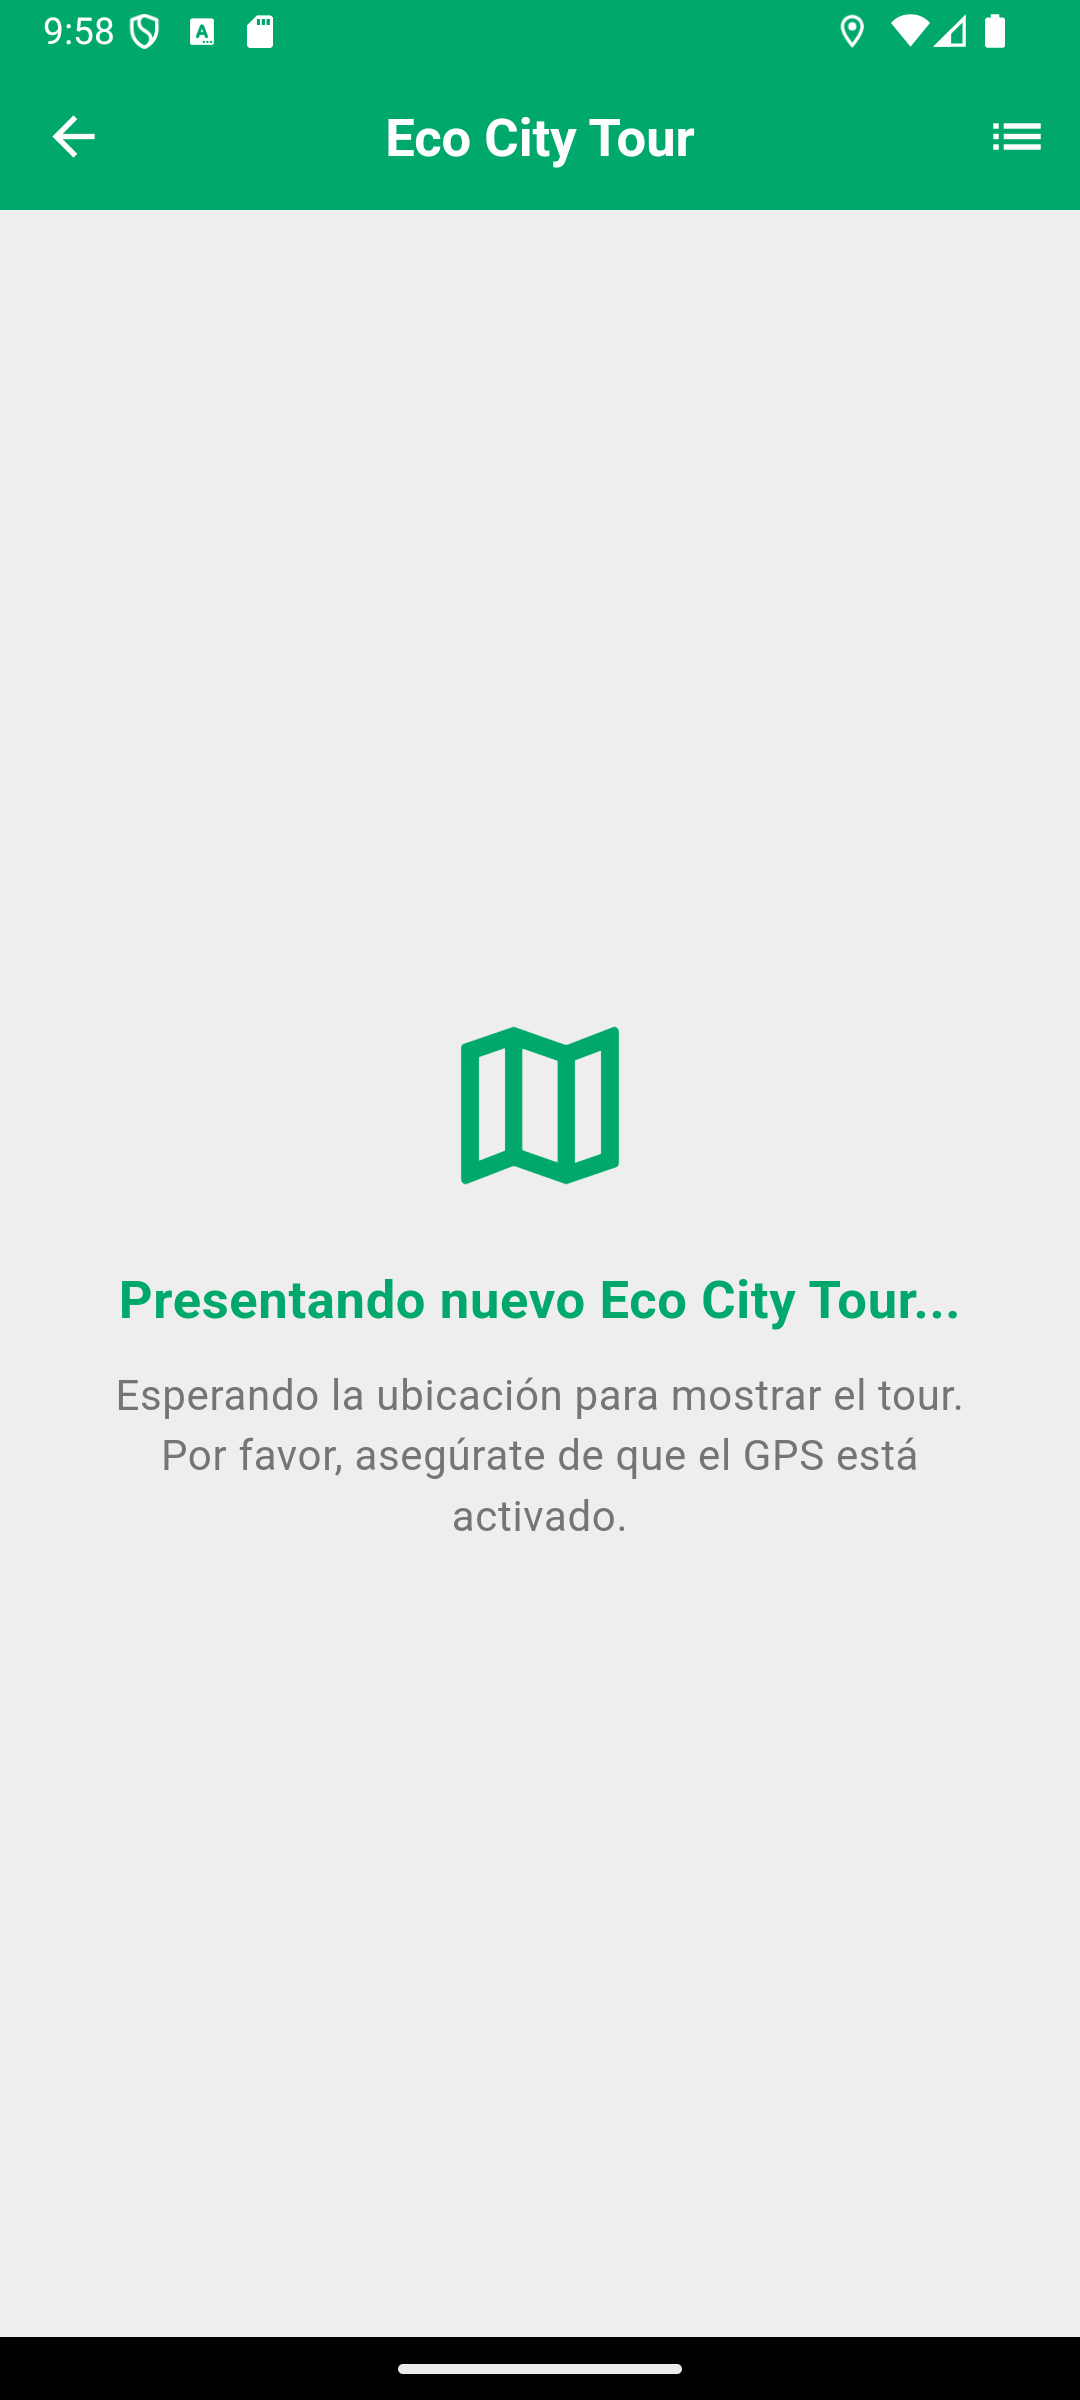 9:58
Eco City Tour
Presentando nuevo Eco City Tour...
Esperando la ubicación para mostrar el tour.
Por favor, asegúrate de que el GPS está
activado.